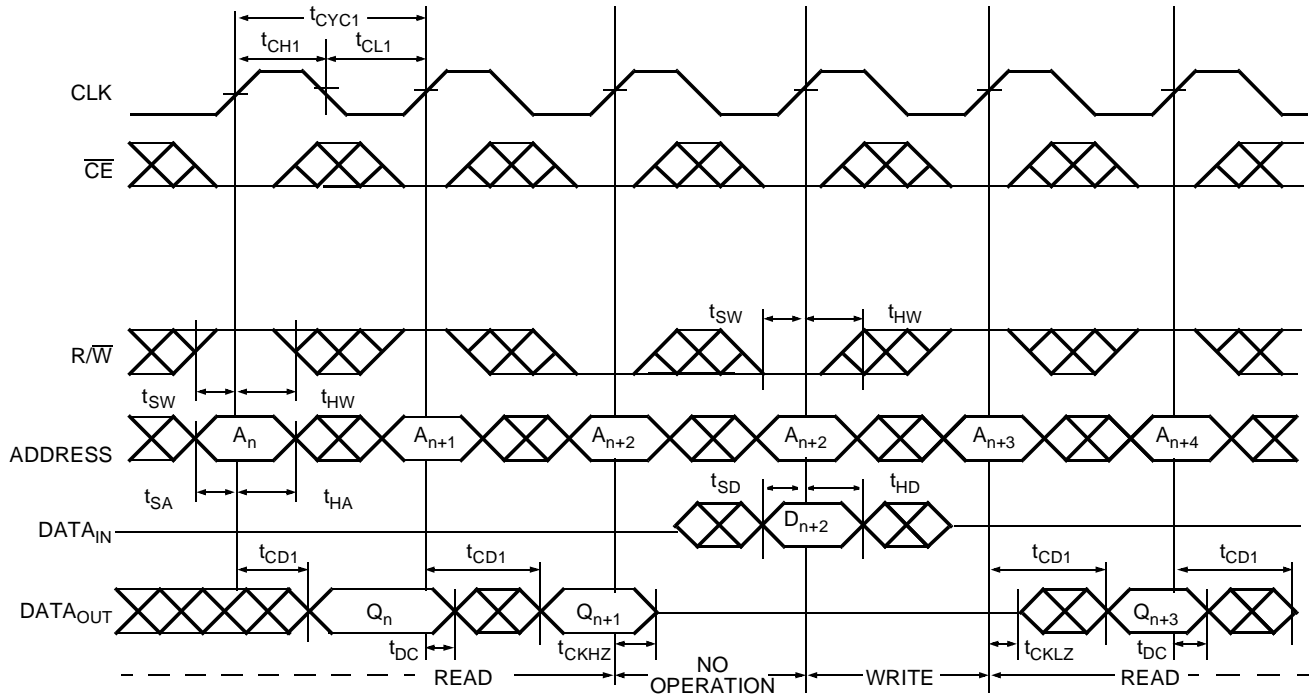 tCYC1
tCH1 tCL1
CLK
CE
tSW tHW
R/W
tSW tHW
ADDRESS An An+1 An+2 An+2 An+3 An+4
tSA tHA tSD tHD
DATAIN Dn+2
tCD1 tCD1 tCD1 tCD1
DATAOUT Qn Qn+1 Qn+3
tDC tCKHZ tCKLZ tDC
READ NO OPERATION WRITE READ